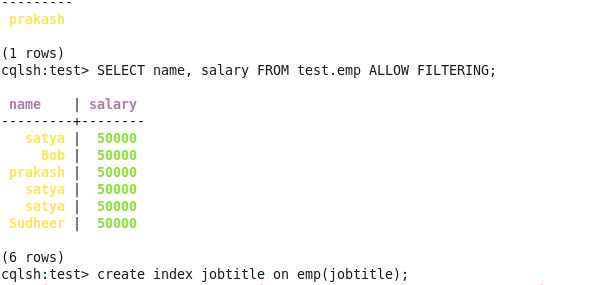 ---------
prakash
(1 rows)
cqlsh:test> SELECT name, salary FROM test.emp ALLOW FILTERING;
name    | salary
---------+--------
satya |  50000
Bob |  50000
prakash |  50000
satya |  50000
satya |  50000
Sudheer |  50000
(6 rows)
cqlsh:test> create index jobtitle on emp(jobtitle);